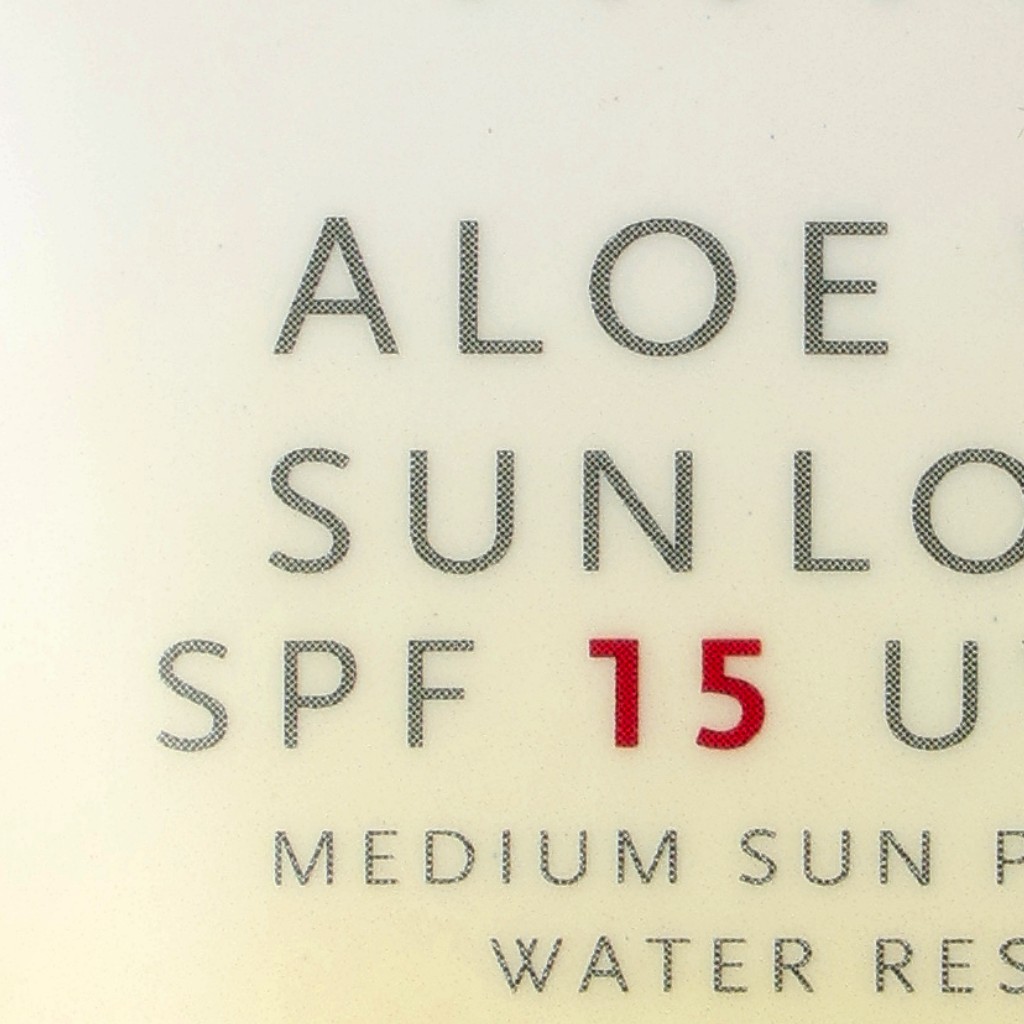 ALOE
SUN LO
SPF 15 U
MEDIUM SUN P
WATER RES